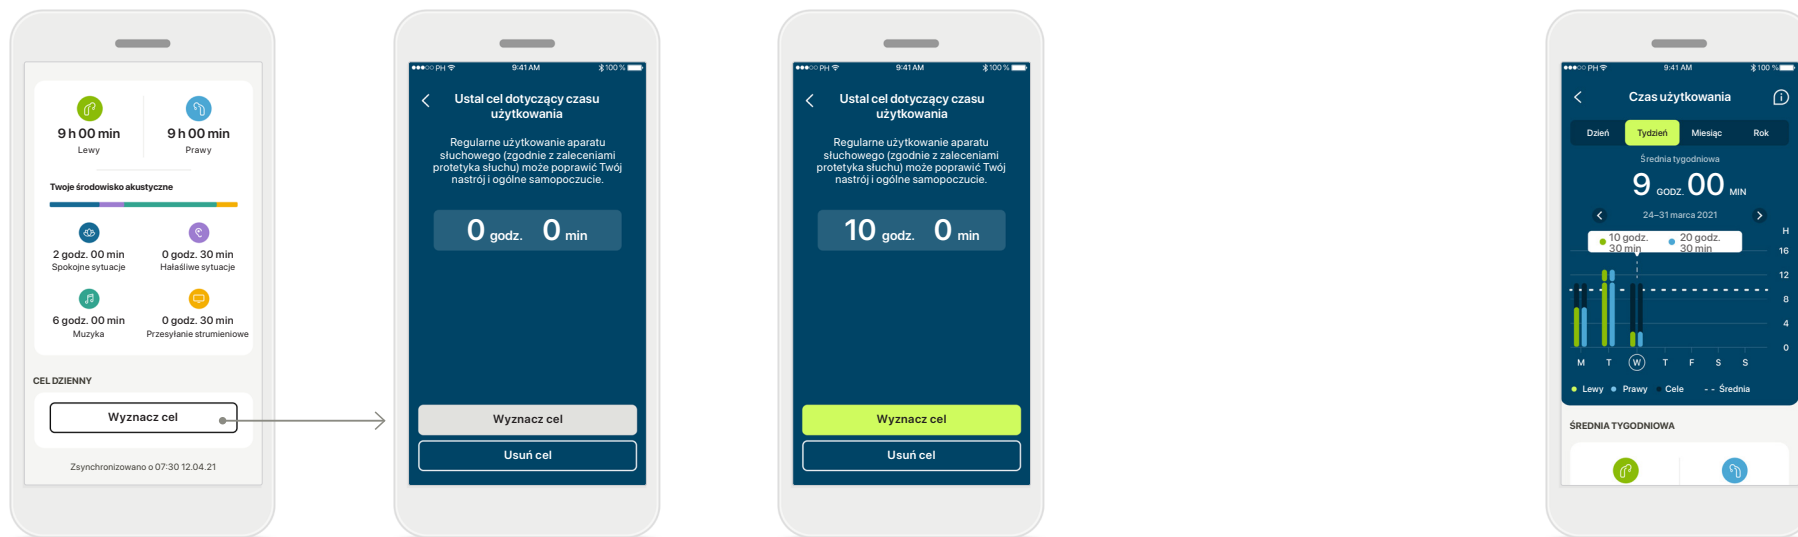 9 h 00 min
9 h 00 min
Lewy
Prawy
Twoje środowisko akustyczne
2 godz. 00 min
0 godz. 30 min
Spokojne sytuacje
Hałaśliwe sytuacje
6 godz. 00 min
0 godz. 30 min
Muzyka
Przesyłanie strumieniowe
CEL DZIENNY
Wyznacz cel
Zsynchronizowano o 07:30 12.04.21
PH
9:41 AM
100 %
Ustal cel dotyczący czasu
użytkowania
Regularne użytkowanie aparatu
słuchowego (zgodnie z zaleceniami
protetyka słuchu) może poprawić Twój
nastrój i ogólne samopoczucie.
0 godz. 0 min
Wyznacz cel
Usuń cel
PH
9:41 AM
100 %
Ustal cel dotyczący czasu
użytkowania
Regularne użytkowanie aparatu
słuchowego (zgodnie z zaleceniami
protetyka słuchu) może poprawić Twój
nastrój i ogólne samopoczucie.
10 godz. 0 min
Wyznacz cel
Usuń cel
PH
9:41 AM
100 %
Czas użytkowania
Dzień
Tydzień
Miesiąc
Rok
Średnia tygodniowa
9 GODZ. 00 MIN
24–31 marca 2021
H
10 godz.
30 min
20 godz.
30 min
16
12
8
4
0
M T W T F S S
Lewy
Prawy
Cele
- - Średnia
ŚREDNIA TYGODNIOWA